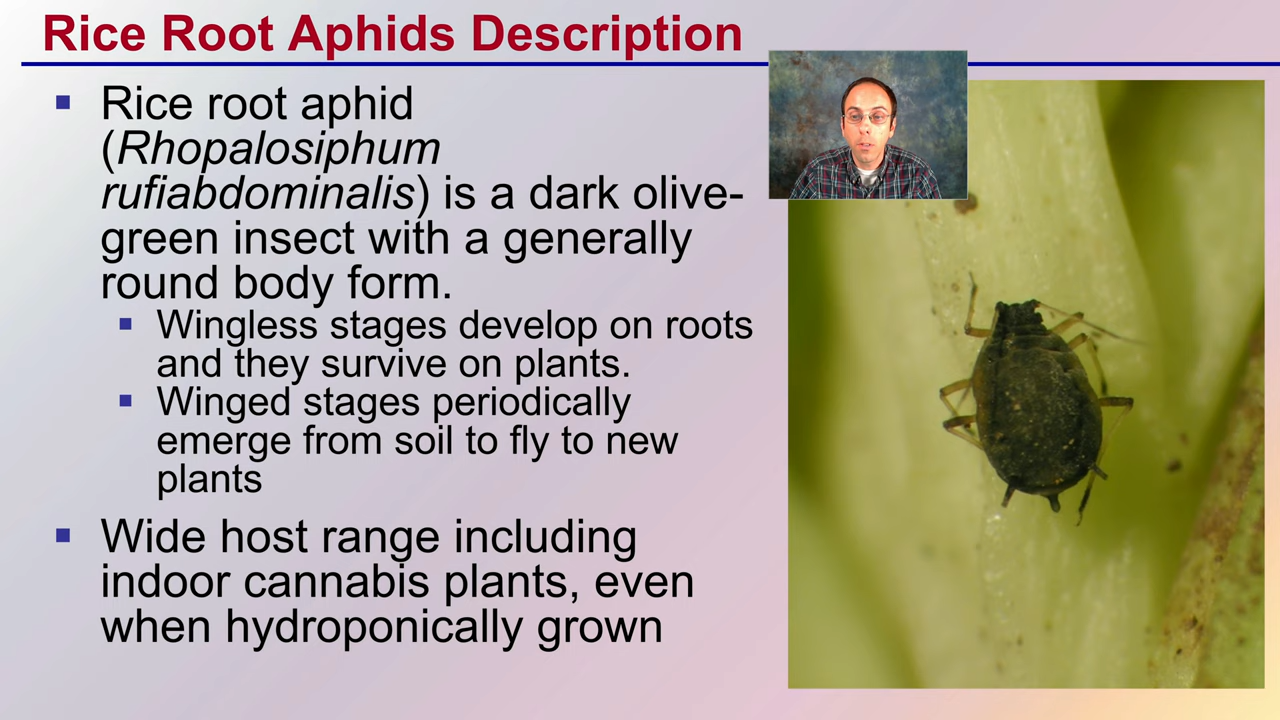 Rice Root Aphids Description
Rice root aphid
(Rhopalosiphum
rufiabdominalis) is a dark olive-
green insect with a generally
round body form.
Wingless stages develop on roots
and they survive on plants.
Winged stages periodically
emerge from soil to fly to new
plants
Wide host range including
indoor cannabis plants, even
when hydroponically grown